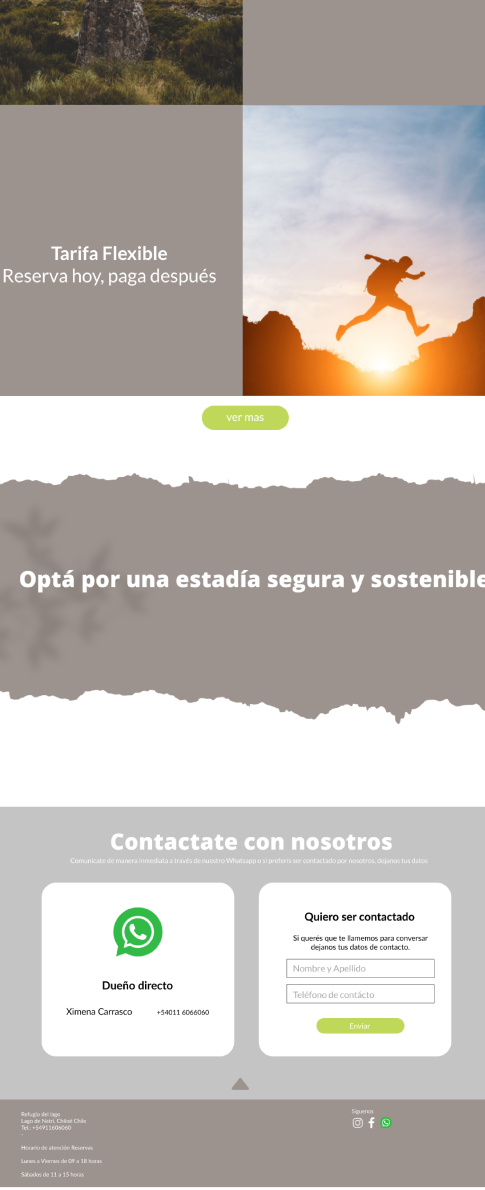 Tarifa Flexible
Reserva hoy, paga después
ver mas
Optá por una estadía segura y sostenible
Contactate con nosotros
Comunicate de manera inmediata a través de nuestro Whatsapp o si preferís ser contactado por nosotros, dejanos tus datos
Dueño directo
Ximena Carrasco +54011 6066060
Quiero ser contactado
Si querés que te llamemos para conversar
dejanos tus datos de contacto.
Nombre y Apellido
Teléfono de contácto
Enviar
Refugio del lago
Lago de Natri, Chiloé Chile
Tel.: +54911606060
Horario de atención Reservas
Lunes a Viernes de 09 a 18 horas
Sábados de 11 a 15 horas
Siguenos